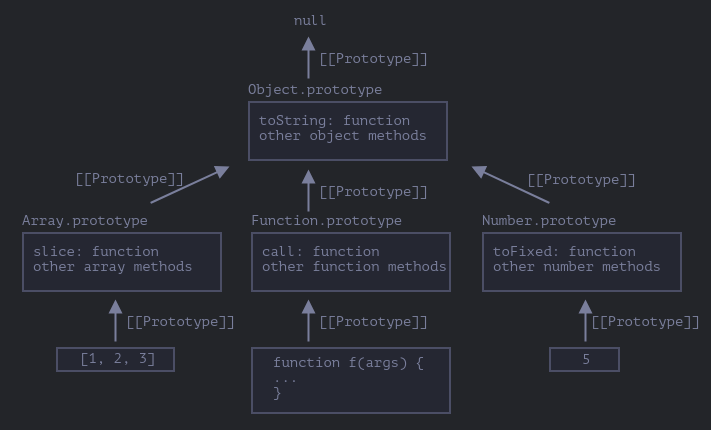 null
[[Prototype]]
Object.prototype
toString: function
other object methods
[[Prototype]]
[[Prototype]]
[[Prototype]]
Array.prototype
slice: function
other array methods
Function.prototype
call: function
other function methods
Number.prototype
toFixed: function
other number methods
[[Prototype]]
[[Prototype]]
[[Prototype]]
[1, 2, 3]
function f(args) {
...
}
5